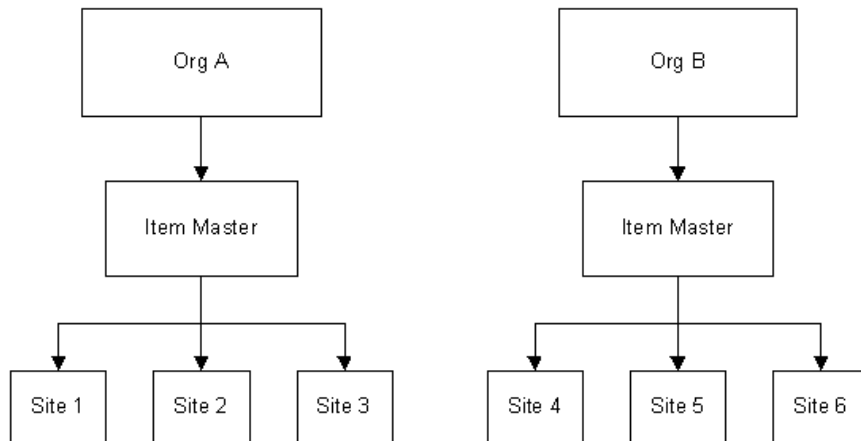 Org A
Org B
Item Master
Item Master
Site 1
Site 2
Site 3
Site 4
Site 5
Site 6